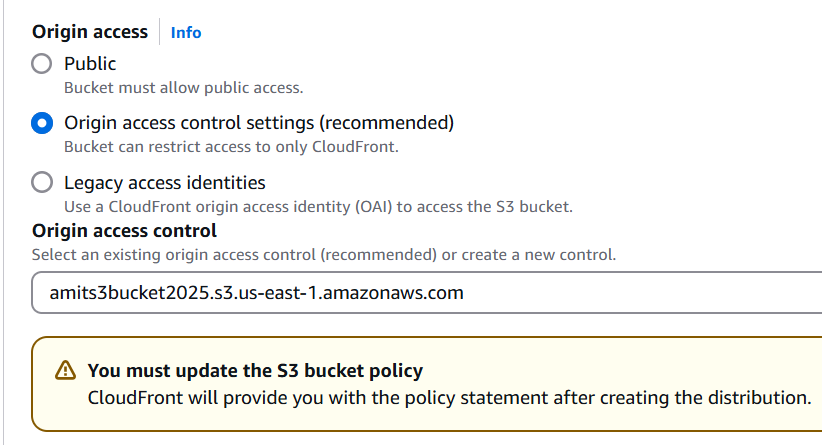 Origin access Info
Public
Bucket must allow public access.
Origin access control settings (recommended)
Bucket can restrict access to only CloudFront.
Legacy access identities
Use a CloudFront origin access identity (OAI) to access the S3 bucket.
Origin access control
Select an existing origin access control (recommended) or create a new control.
amits3bucket2025.s3.us-east-1.amazonaws.com
You must update the S3 bucket policy
CloudFront will provide you with the policy statement after creating the distribution.